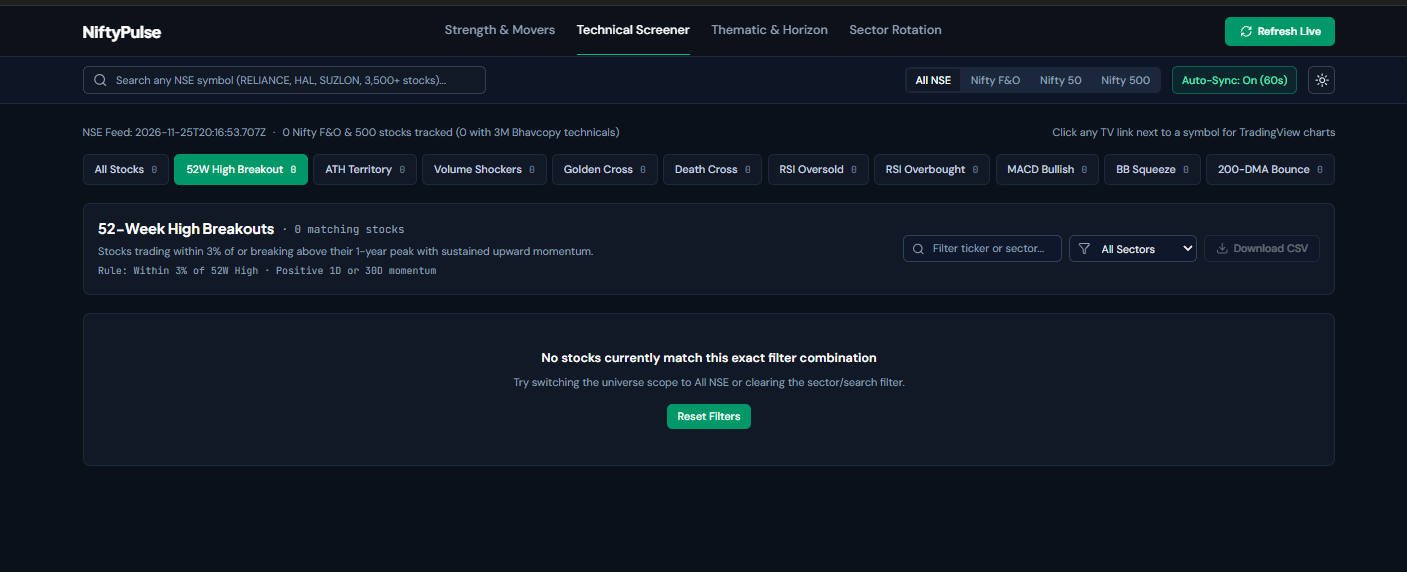 NiftyPulse
Strength & Movers
Technical Screener
Thematic & Horizon
Sector Rotation
Refresh Live
Search any NSE symbol (RELIANCE, HAL, SUZLON, 3,500+ stocks)...
All NSE
Nifty F&O
Nifty 50
Nifty 500
Auto-Sync: On (60s)
NSE Feed: 2026-11-25T20:16:53.707Z · 0 Nifty F&O & 500 stocks tracked (0 with 3M Bhavcopy technicals)
Click any TV link next to a symbol for TradingView charts
All Stocks 0
52W High Breakout 0
ATH Territory 0
Volume Shockers 0
Golden Cross 0
Death Cross 0
RSI Oversold 0
RSI Overbought 0
MACD Bullish 0
BB Squeeze 0
200-DMA Bounce 0
52-Week High Breakouts · 0 matching stocks
Stocks trading within 3% of or breaking above their 1-year peak with sustained upward momentum.
Rule: Within 3% of 52W High · Positive 1D or 30D momentum
Filter ticker or sector...
All Sectors
Download CSV
No stocks currently match this exact filter combination
Try switching the universe scope to All NSE or clearing the sector/search filter.
Reset Filters